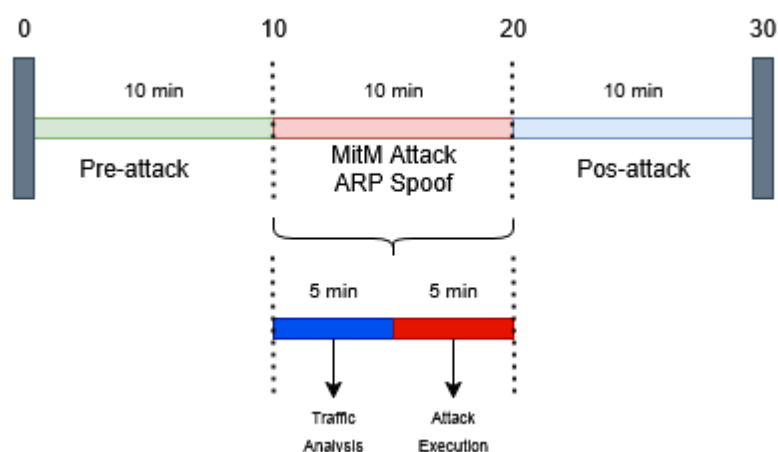 0 10 20 30
10 min 10 min 10 min
Pre-attack MitM Attack Pos-attack
ARP Spoof
5 min 5 min
Traffic Attack
Analysis Execution